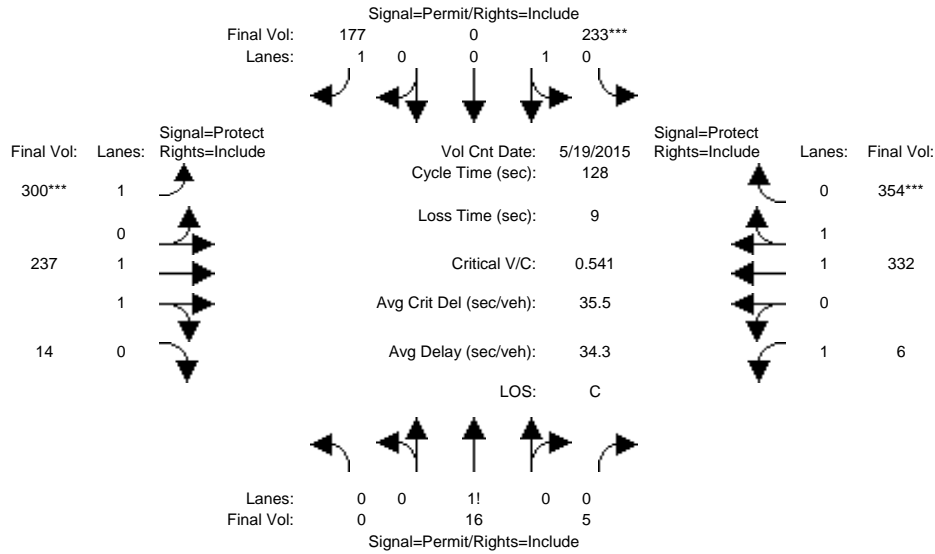 Signal=Permit/Rights=Include
Final Vol: 177 0 233***
Lanes: 1 0 0 1 0
Signal=Protect Signal=Protect
Final Vol: Lanes: Rights=Include Vol Cnt Date: 5/19/2015 Rights=Include Lanes: Final Vol:
Cycle Time (sec): 128
300*** 1 0 354***
Loss Time (sec): 9
0 1
237 1 Critical V/C: 0.541 1 332
1 Avg Crit Del (sec/veh): 35.5 0
14 0 Avg Delay (sec/veh): 34.3 1 6
LOS: C
Lanes: 0 0 1! 0 0
Final Vol: 0 16 5
Signal=Permit/Rights=Include